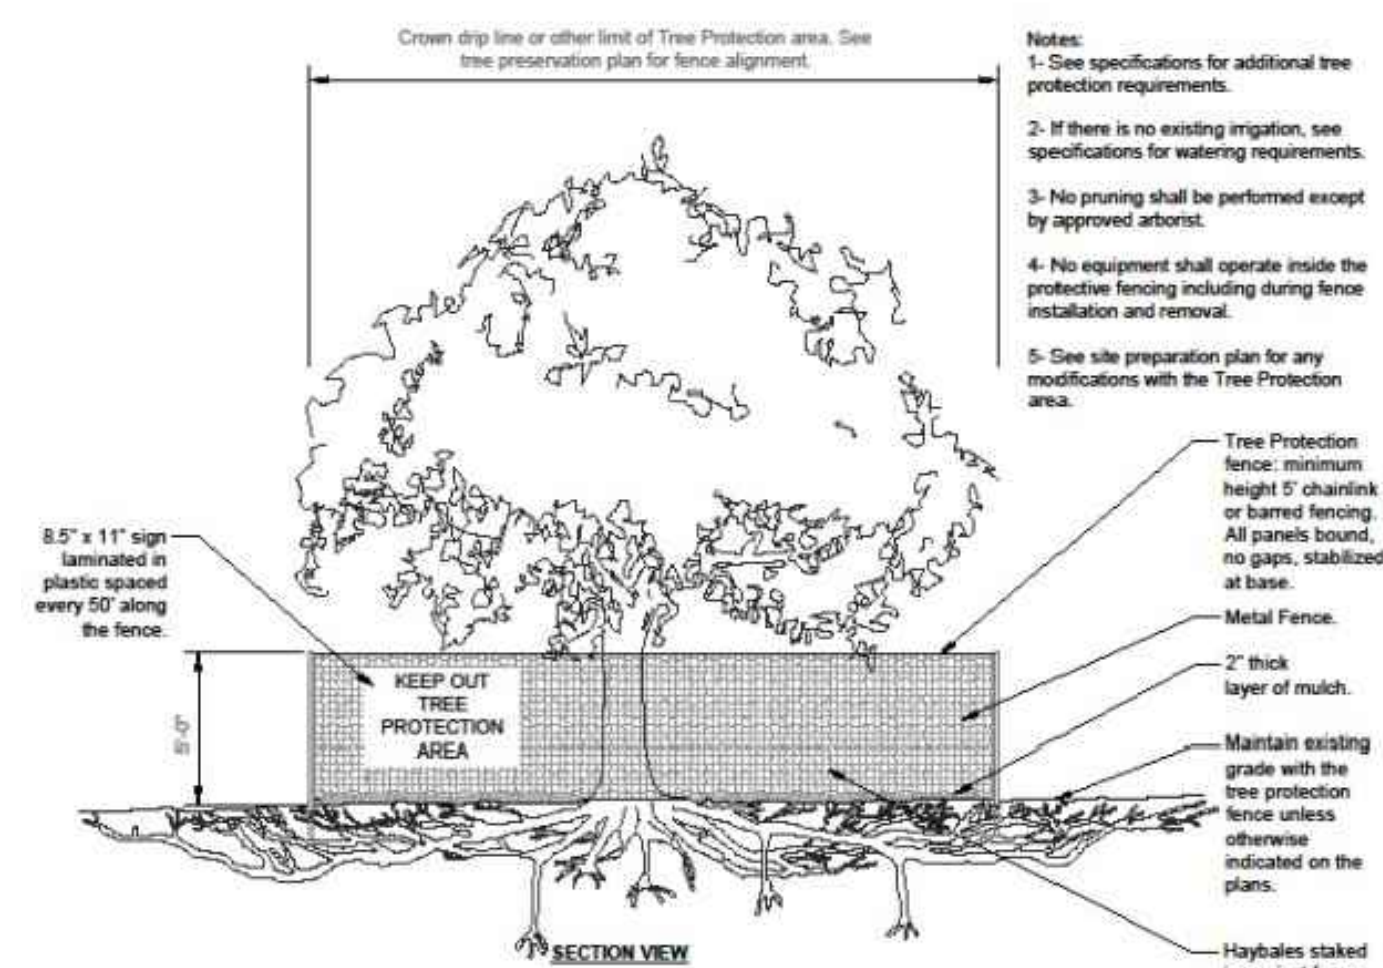 Crown drip line or other limit of Tree Protection area. See
tree preservation plan for fence alignment.
Notes:
1- See specifications for additional tree
protection requirements.
2- If there is no existing irrigation, see
specifications for watering requirements.
3- No pruning shall be performed except
by approved arborist.
4- No equipment shall operate inside the
protective fencing including during fence
installation and removal.
5- See site preparation plan for any
modifications with the Tree Protection
area.
Tree Protection
fence: minimum
height 5' chainlink
or barred fencing.
All panels bound,
no gaps, stabilized
at base.
Metal Fence.
2" thick
layer of mulch.
Maintain existing
grade with the
tree protection
fence unless
otherwise
indicated on the
plans.
Haybales staked
8.5" x 11" sign
laminated in
plastic spaced
every 50' along
the fence.
5'-0"
KEEP OUT
TREE
PROTECTION
AREA
SECTION VIEW